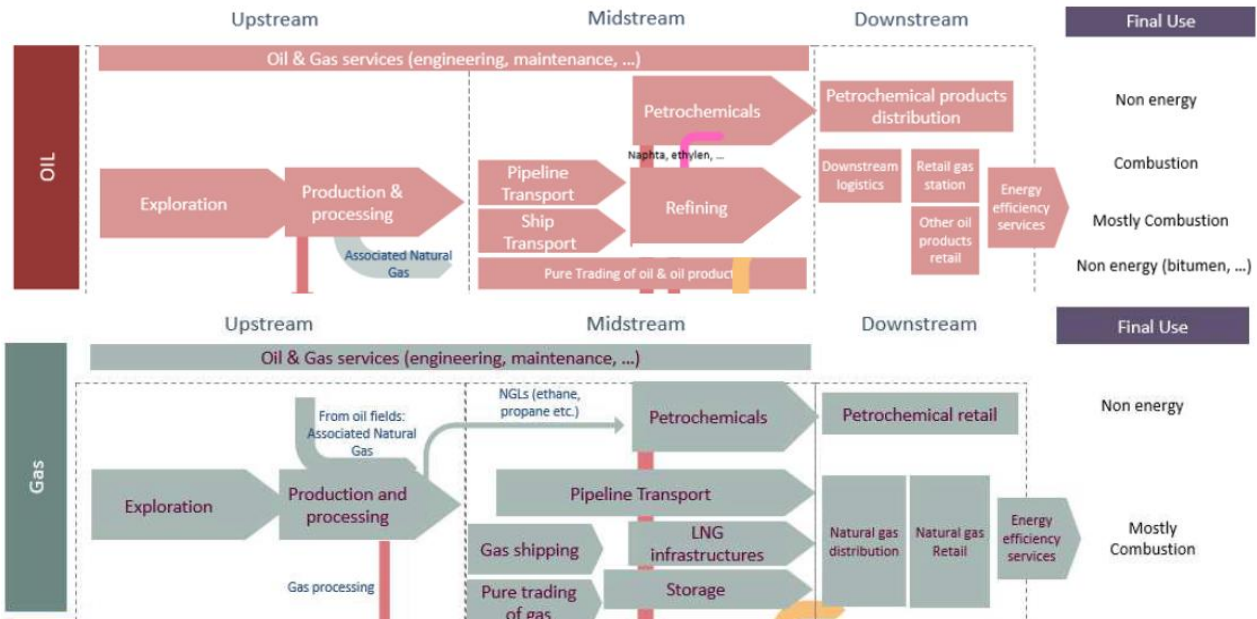 Upstream
Midstream
Downstream
Final Use
OIL
Oil & Gas services (engineering, maintenance, ...)
Petrochemicals
Petrochemical products
distribution
Non energy
Naphta, ethylen, ...
Combustion
Exploration
Production &
processing
Pipeline
Transport
Ship
Transport
Refining
Downstream
logistics
Retail gas
station
Other oil
products
retail
Energy
efficiency
services
Mostly Combustion
Associated Natural
Gas
Pure Trading of oil & oil product
Non energy (bitumen, ...)
Upstream
Midstream
Downstream
Final Use
Gas
Oil & Gas services (engineering, maintenance, ...)
From oil fields:
Associated Natural
Gas
NGLs (ethane,
propane etc.)
Petrochemicals
Petrochemical retail
Non energy
Exploration
Production and
processing
Pipeline Transport
Gas shipping
LNG
infrastructures
Natural gas
distribution
Natural gas
Retail
Energy
efficiency
services
Mostly
Combustion
Gas processing
Pure trading
of gas
Storage